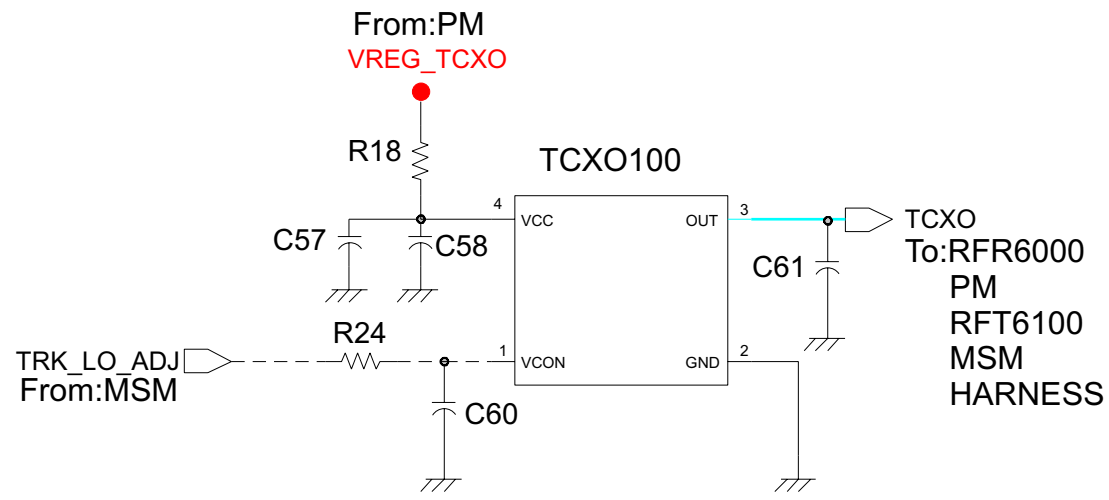 From:PM
VREG_TCXO
R18
TCXO100
4
VCC
OUT
3
TCXO
C57
C58
C61
To:RFR6000
PM
RFT6100
MSM
HARNESS
R24
TRK_LO_ADJ
From:MSM
1
VCON
GND
2
C60